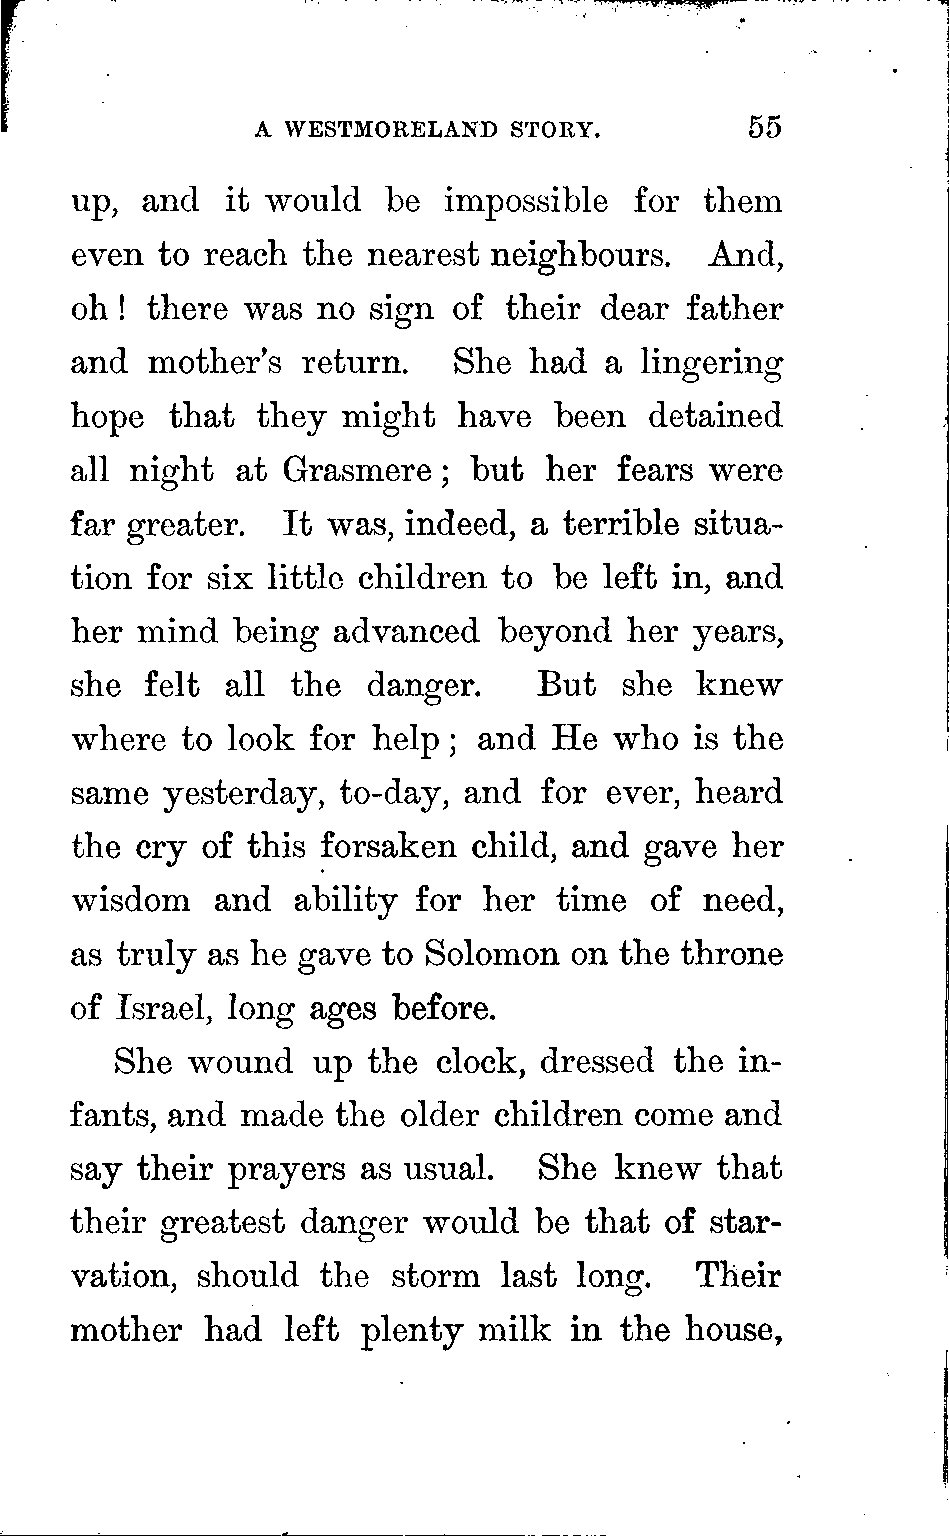 A WESTMORELAND STORY. 55
up, and it would be impossible for them
even to reach the nearest neighbours. And,
oh! there was no sign of their dear father
and mother's return. She had a lingering
hope that they might have been detained
all night at Grasmere; but her fears were
far greater. It was, indeed, a terrible situa-
tion for six little children to be left in, and
her mind being advanced beyond her years,
she felt all the danger. But she knew
where to look for help; and He who is the
same yesterday, to-day, and for ever, heard
the cry of this forsaken child, and gave her
wisdom and ability for her time of need,
as truly as he gave to Solomon on the throne
of Israel, long ages before.
She wound up the clock, dressed the in-
fants, and made the older children come and
say their prayers as usual. She knew that
their greatest danger would be that of star-
vation, should the storm last long. Their
mother had left plenty milk in the house,